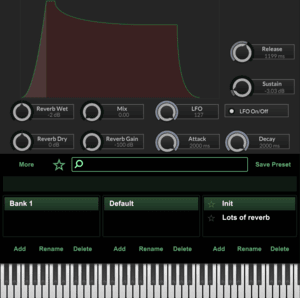 Release
1199 ms
Sustain
-3.03 dB
Reverb Wet
-2 dB
Mix
0.00
LFO
127
LFO On/Off
Reverb Dry
0 dB
Reverb Gain
-100 dB
Attack
2000 ms
Decay
2000 ms
More
Save Preset
Bank 1
Default
Init
Lots of reverb
Add Rename Delete Add Rename Delete Add Rename Delete